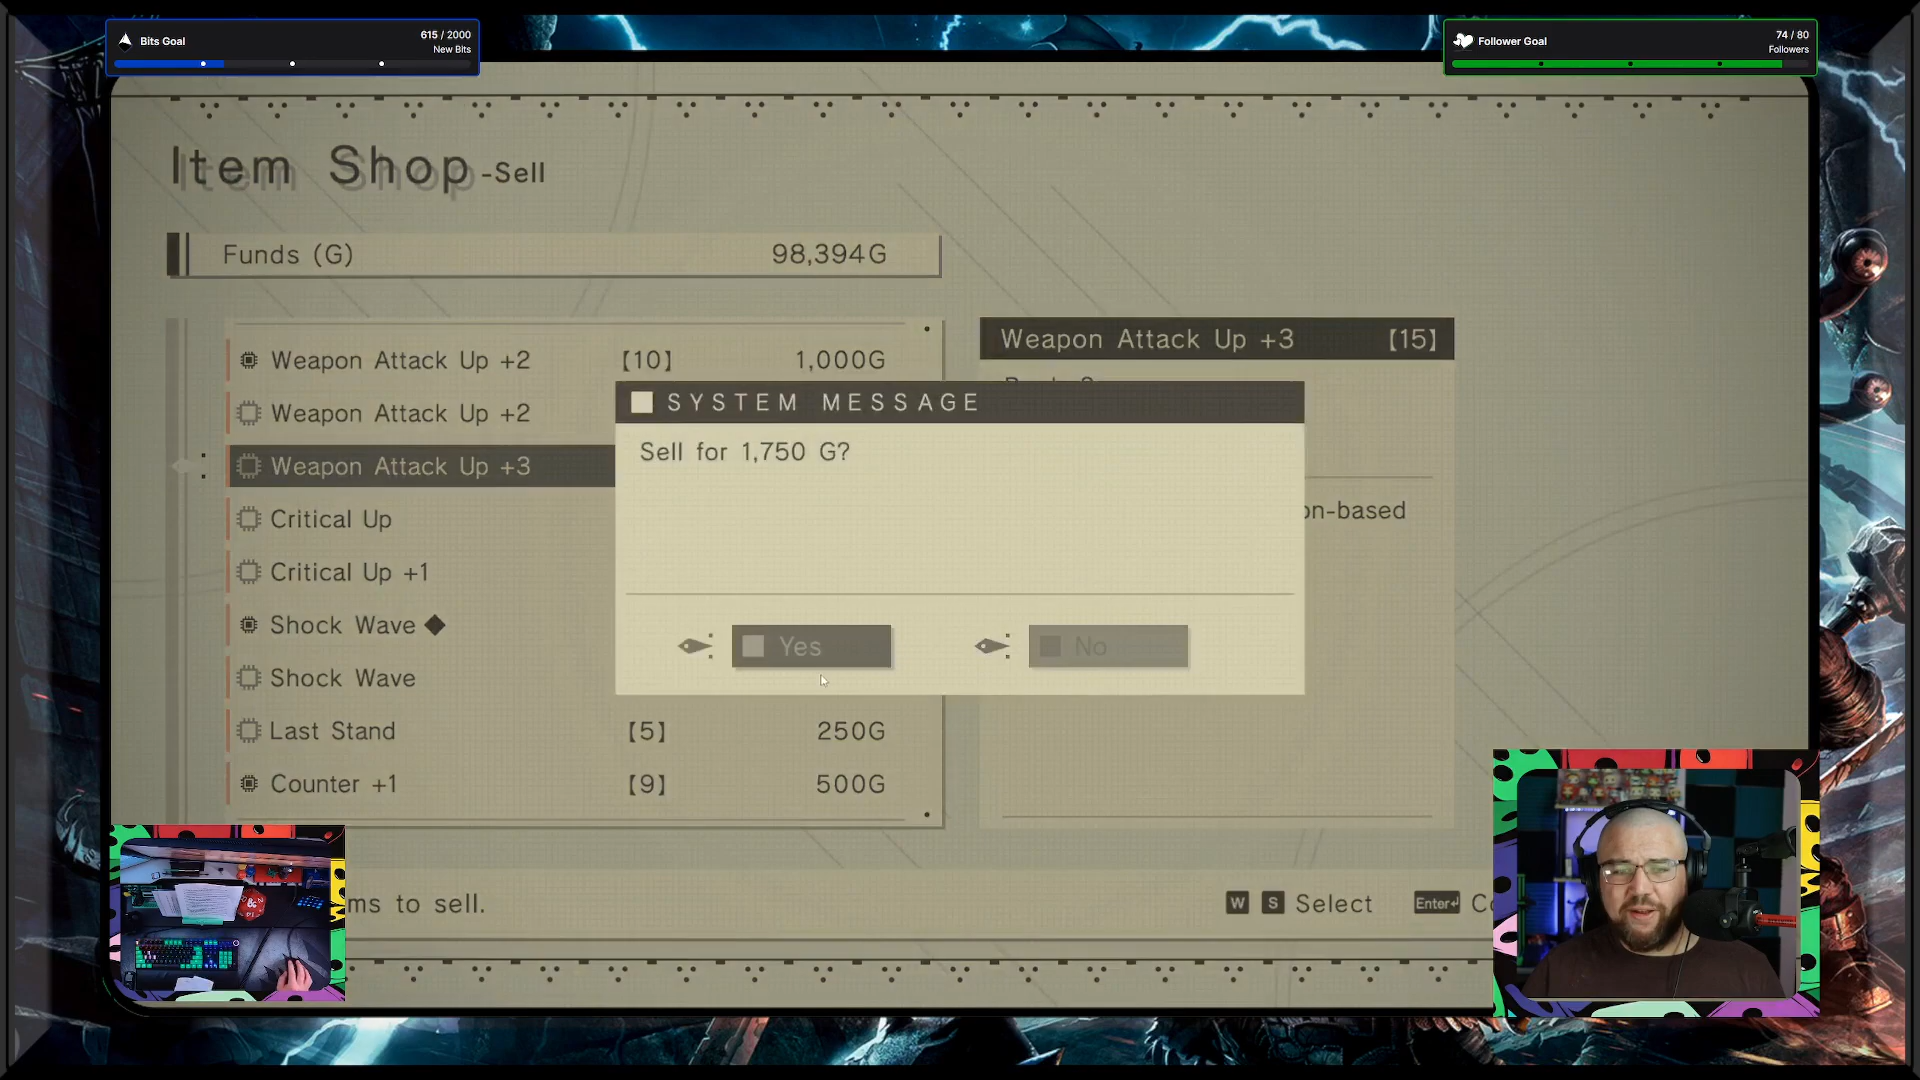 Bits Goal
615 / 2000
New Bits
Follower Goal
74 / 80
Followers
Item Shop -Sell
Funds (G) 98,394G
Weapon Attack Up +2 [10] 1,000G
Weapon Attack Up +2
Weapon Attack Up +3
Critical Up
Critical Up +1
Shock Wave ◆
Shock Wave
Last Stand [5] 250G
Counter +1 [9] 500G
Weapon Attack Up +3 [15]
on-based
SYSTEM MESSAGE
Sell for 1,750 G?
Yes
No
ms to sell.
W S Select Enter↵